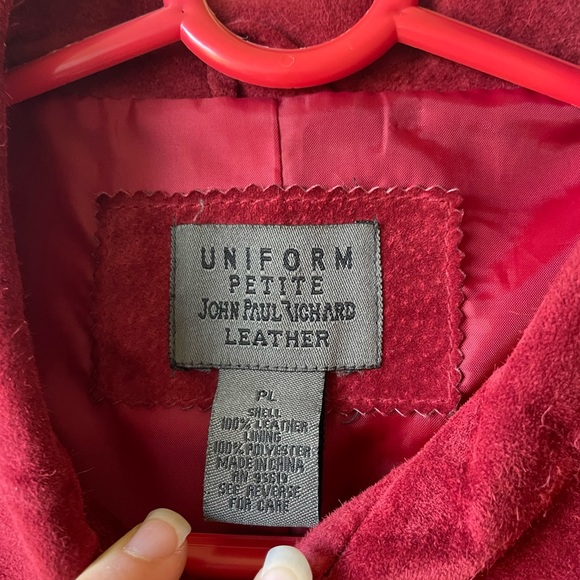 UNIFORM
PETITE
JOHN PAUL RICHARD
LEATHER
PL
SHELL
100% LEATHER
LINING
100% POLYESTER
MADE IN CHINA
RN 93619
SEE REVERSE
FOR CARE